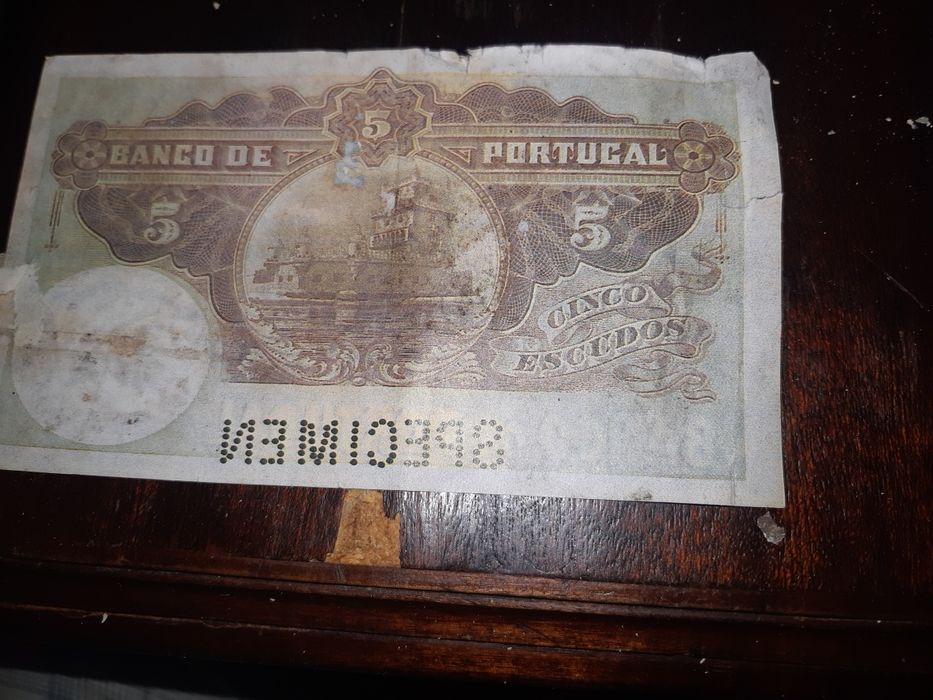 5
BANCO DE PORTUGAL
5 5
CINCO
ESCUDOS
SPECIMEN